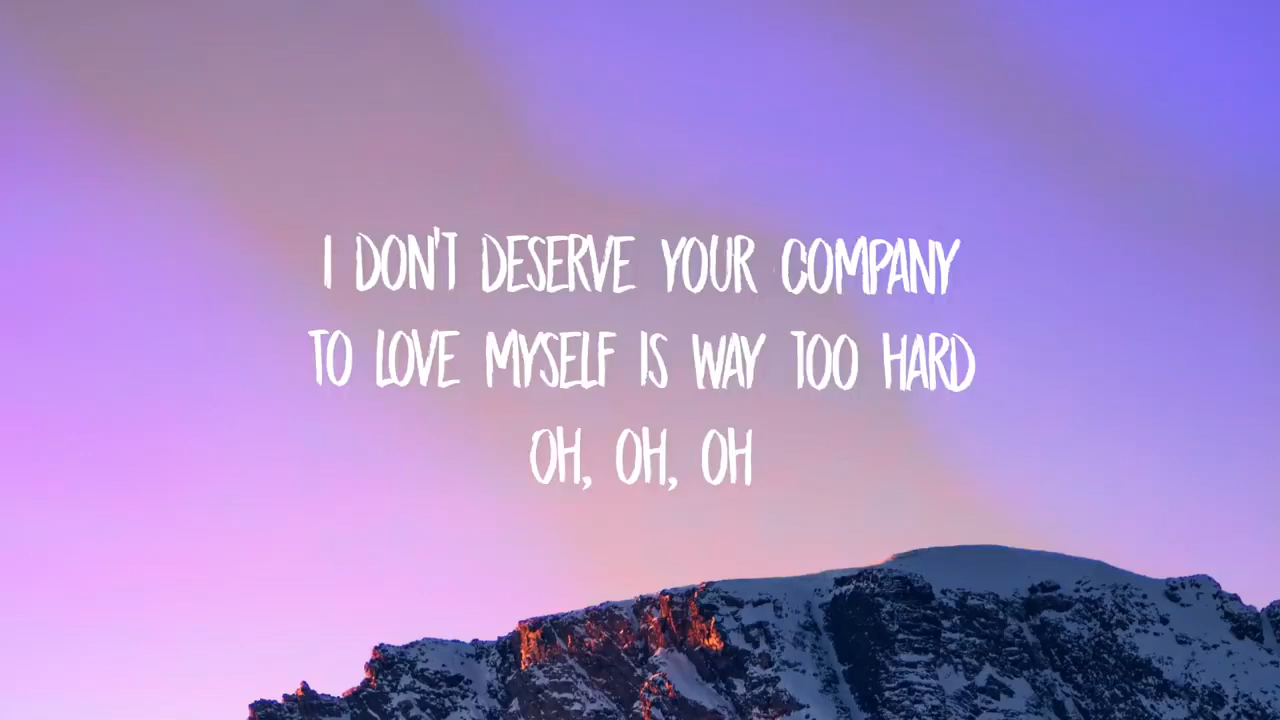 I DON'T DESERVE YOUR COMPANY
TO LOVE MYSELF IS WAY TOO HARD
OH, OH, OH